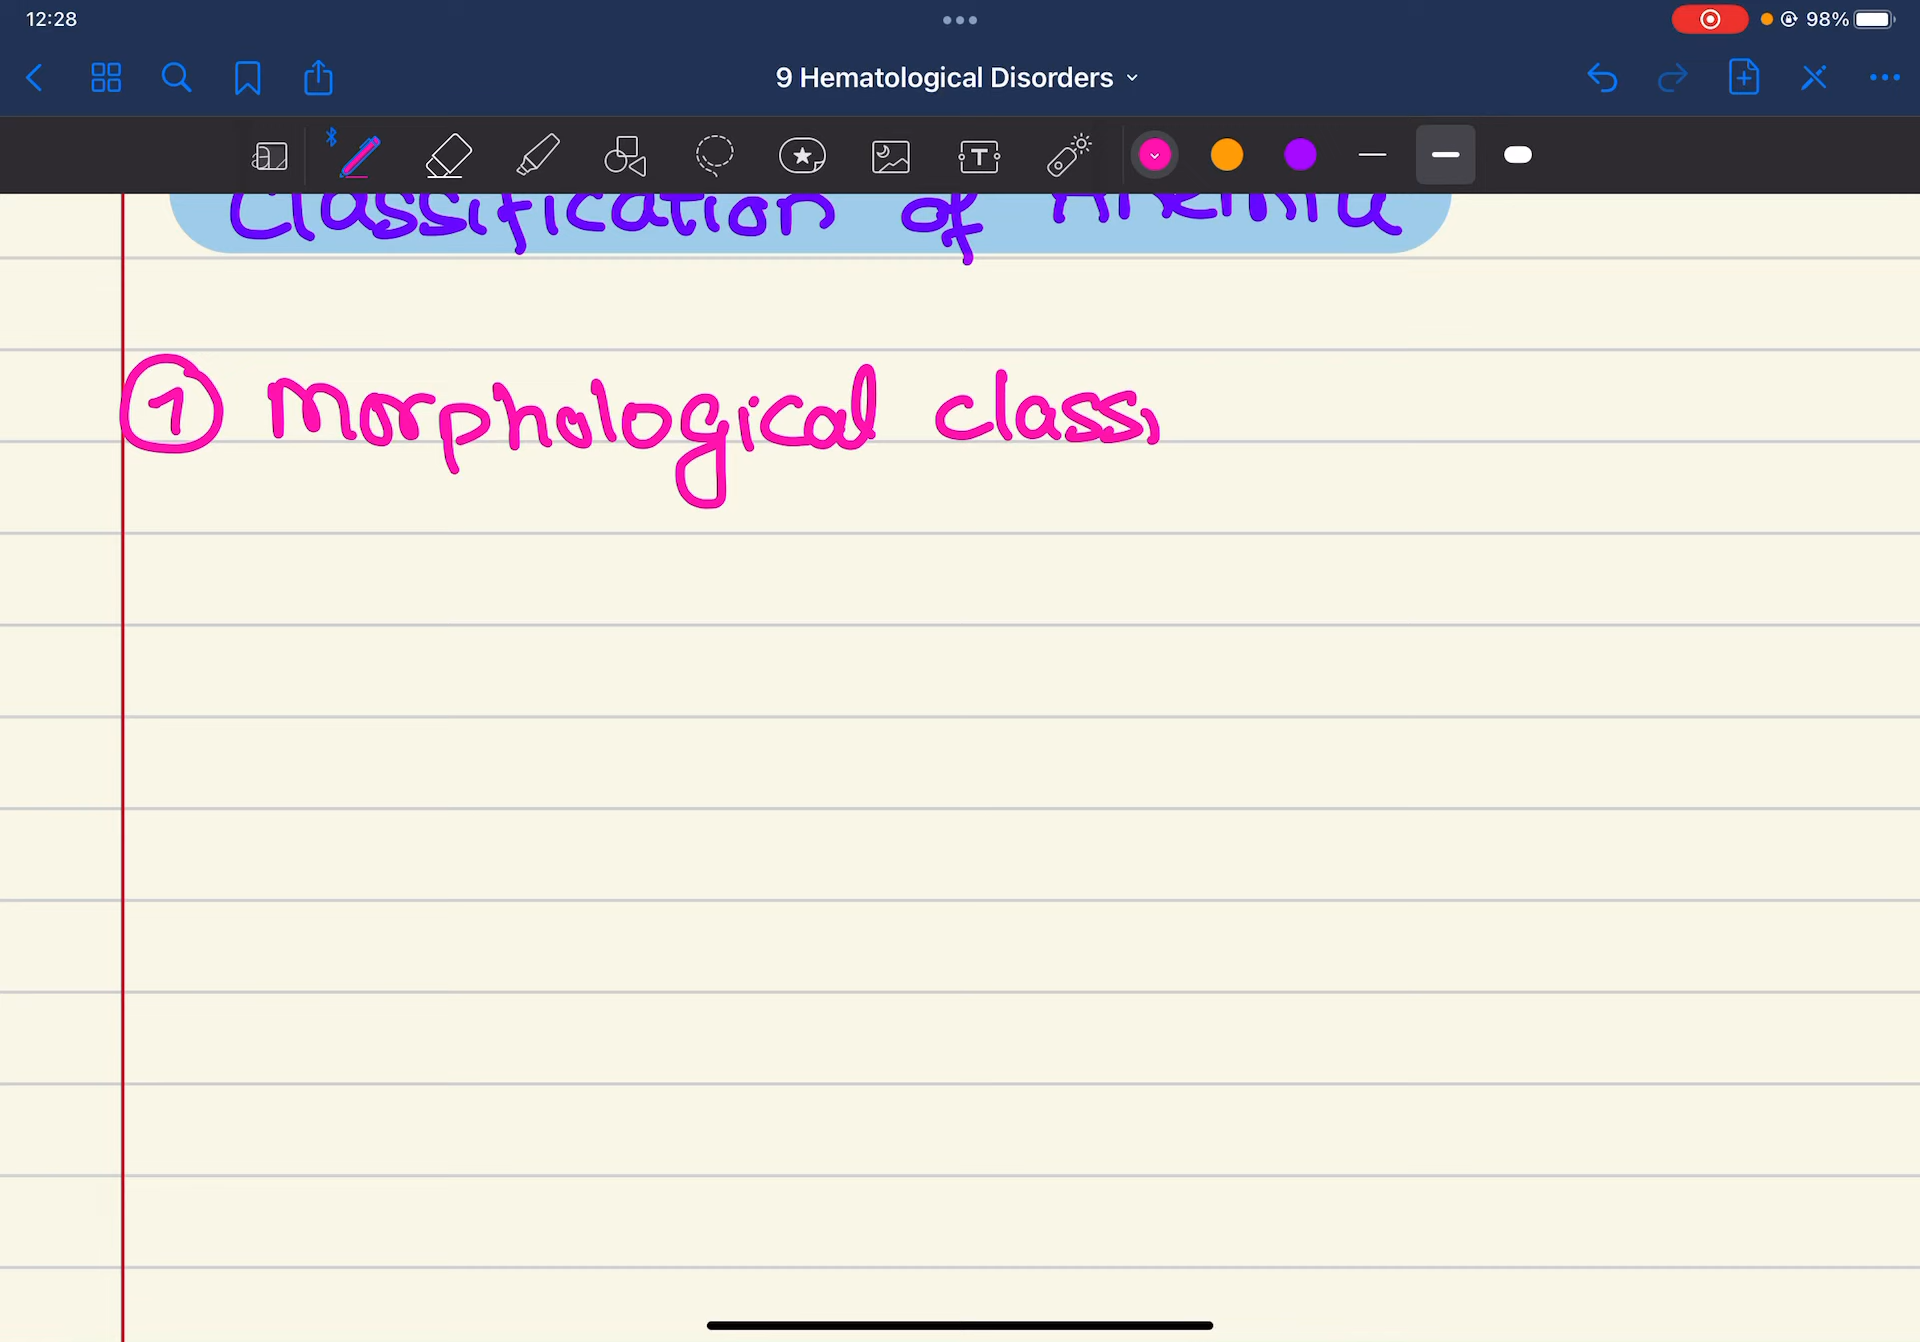 12:28
98%
9 Hematological Disorders
T
Classification of Anemia
1 Morphological class,